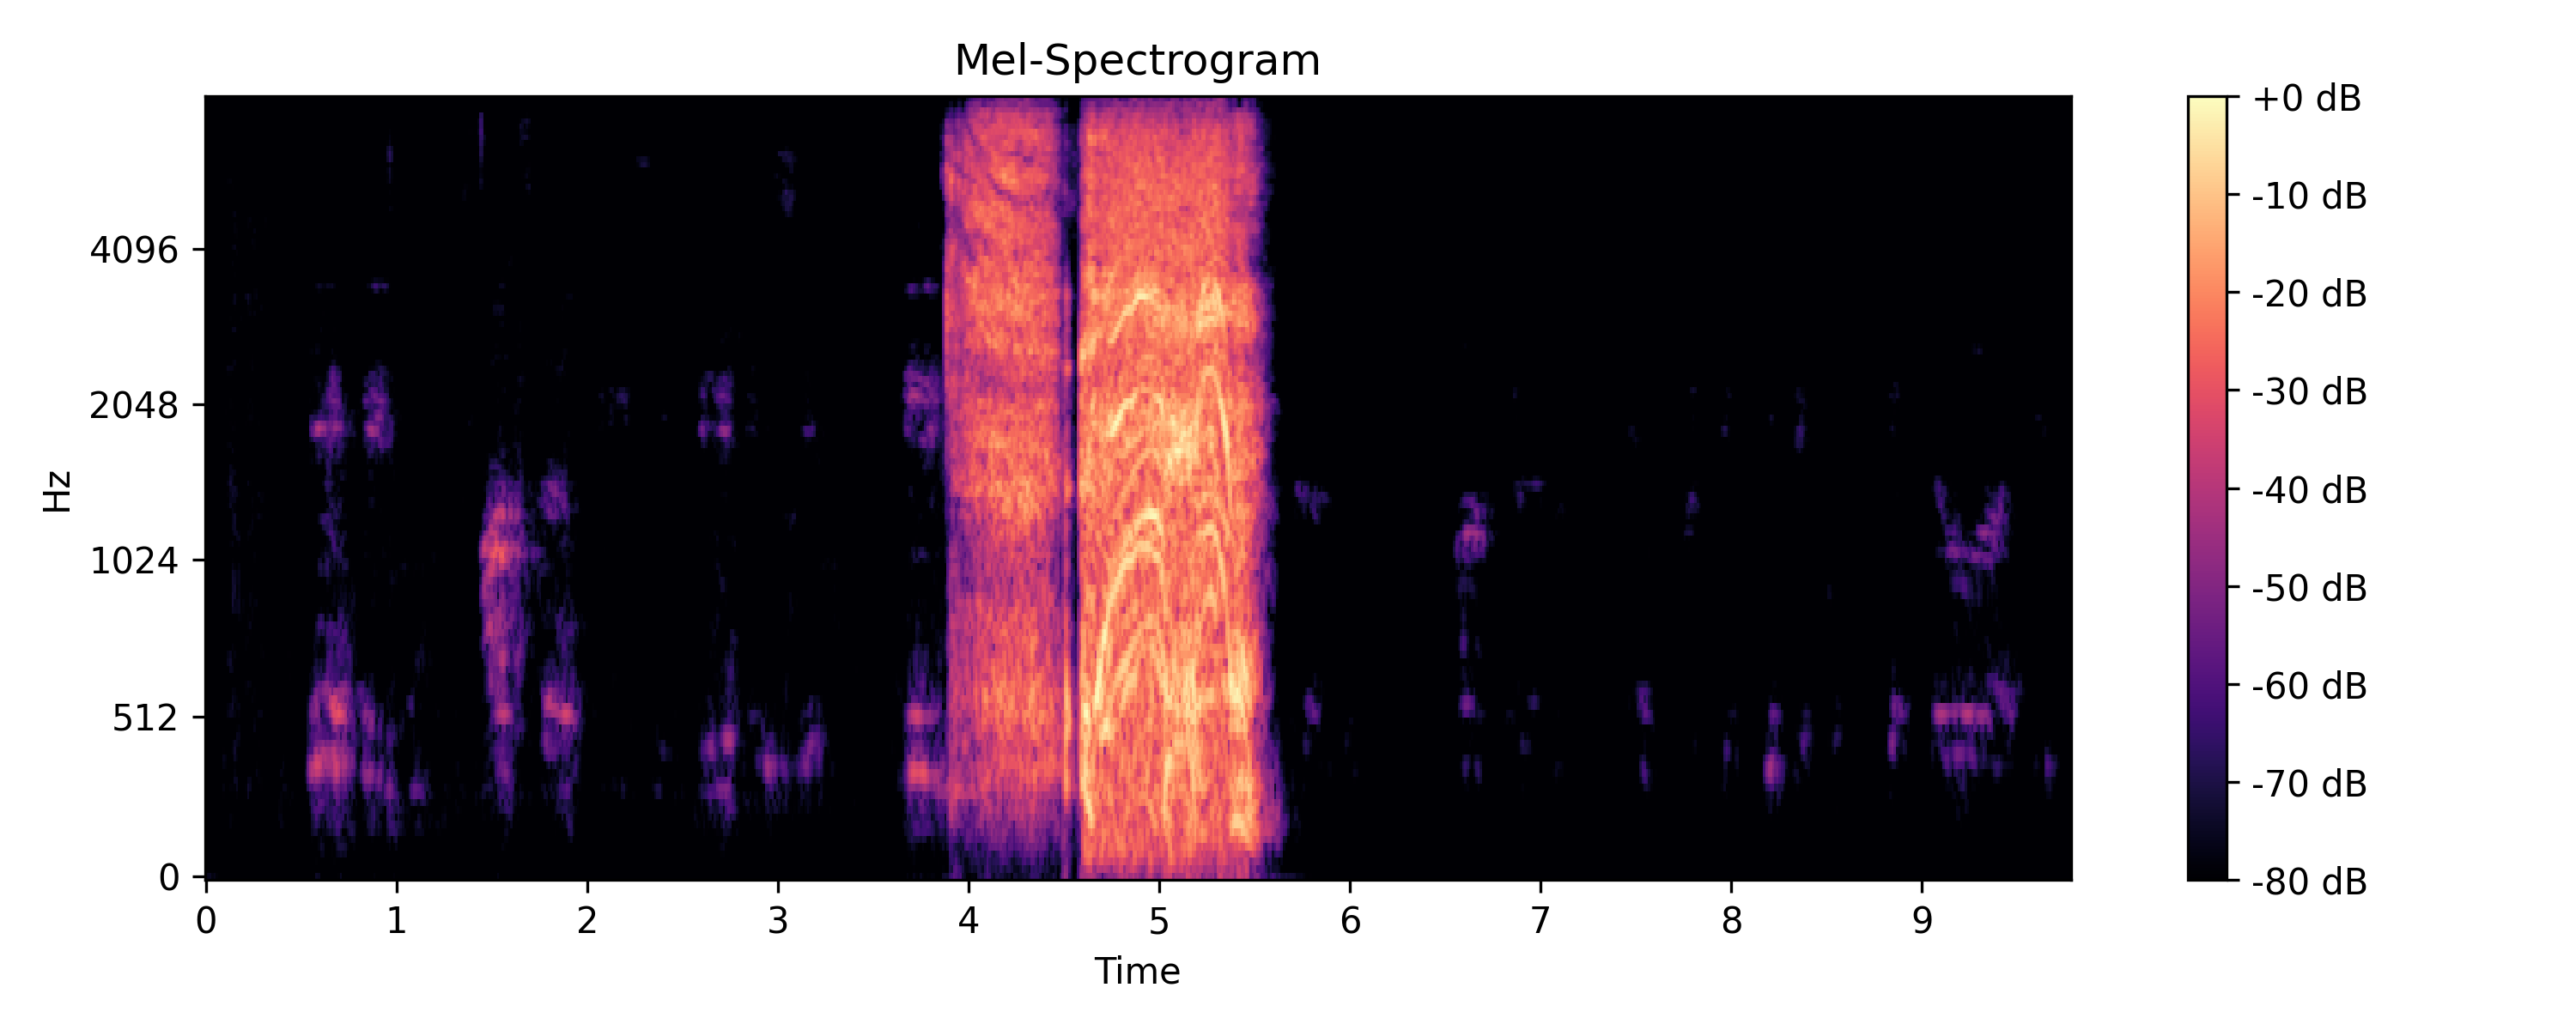 Mel-Spectrogram
+0 dB
-10 dB
-20 dB
-30 dB
-40 dB
-50 dB
-60 dB
-70 dB
-80 dB
4096
2048
1024
512
0
Hz
0 1 2 3 4 5 6 7 8 9
Time